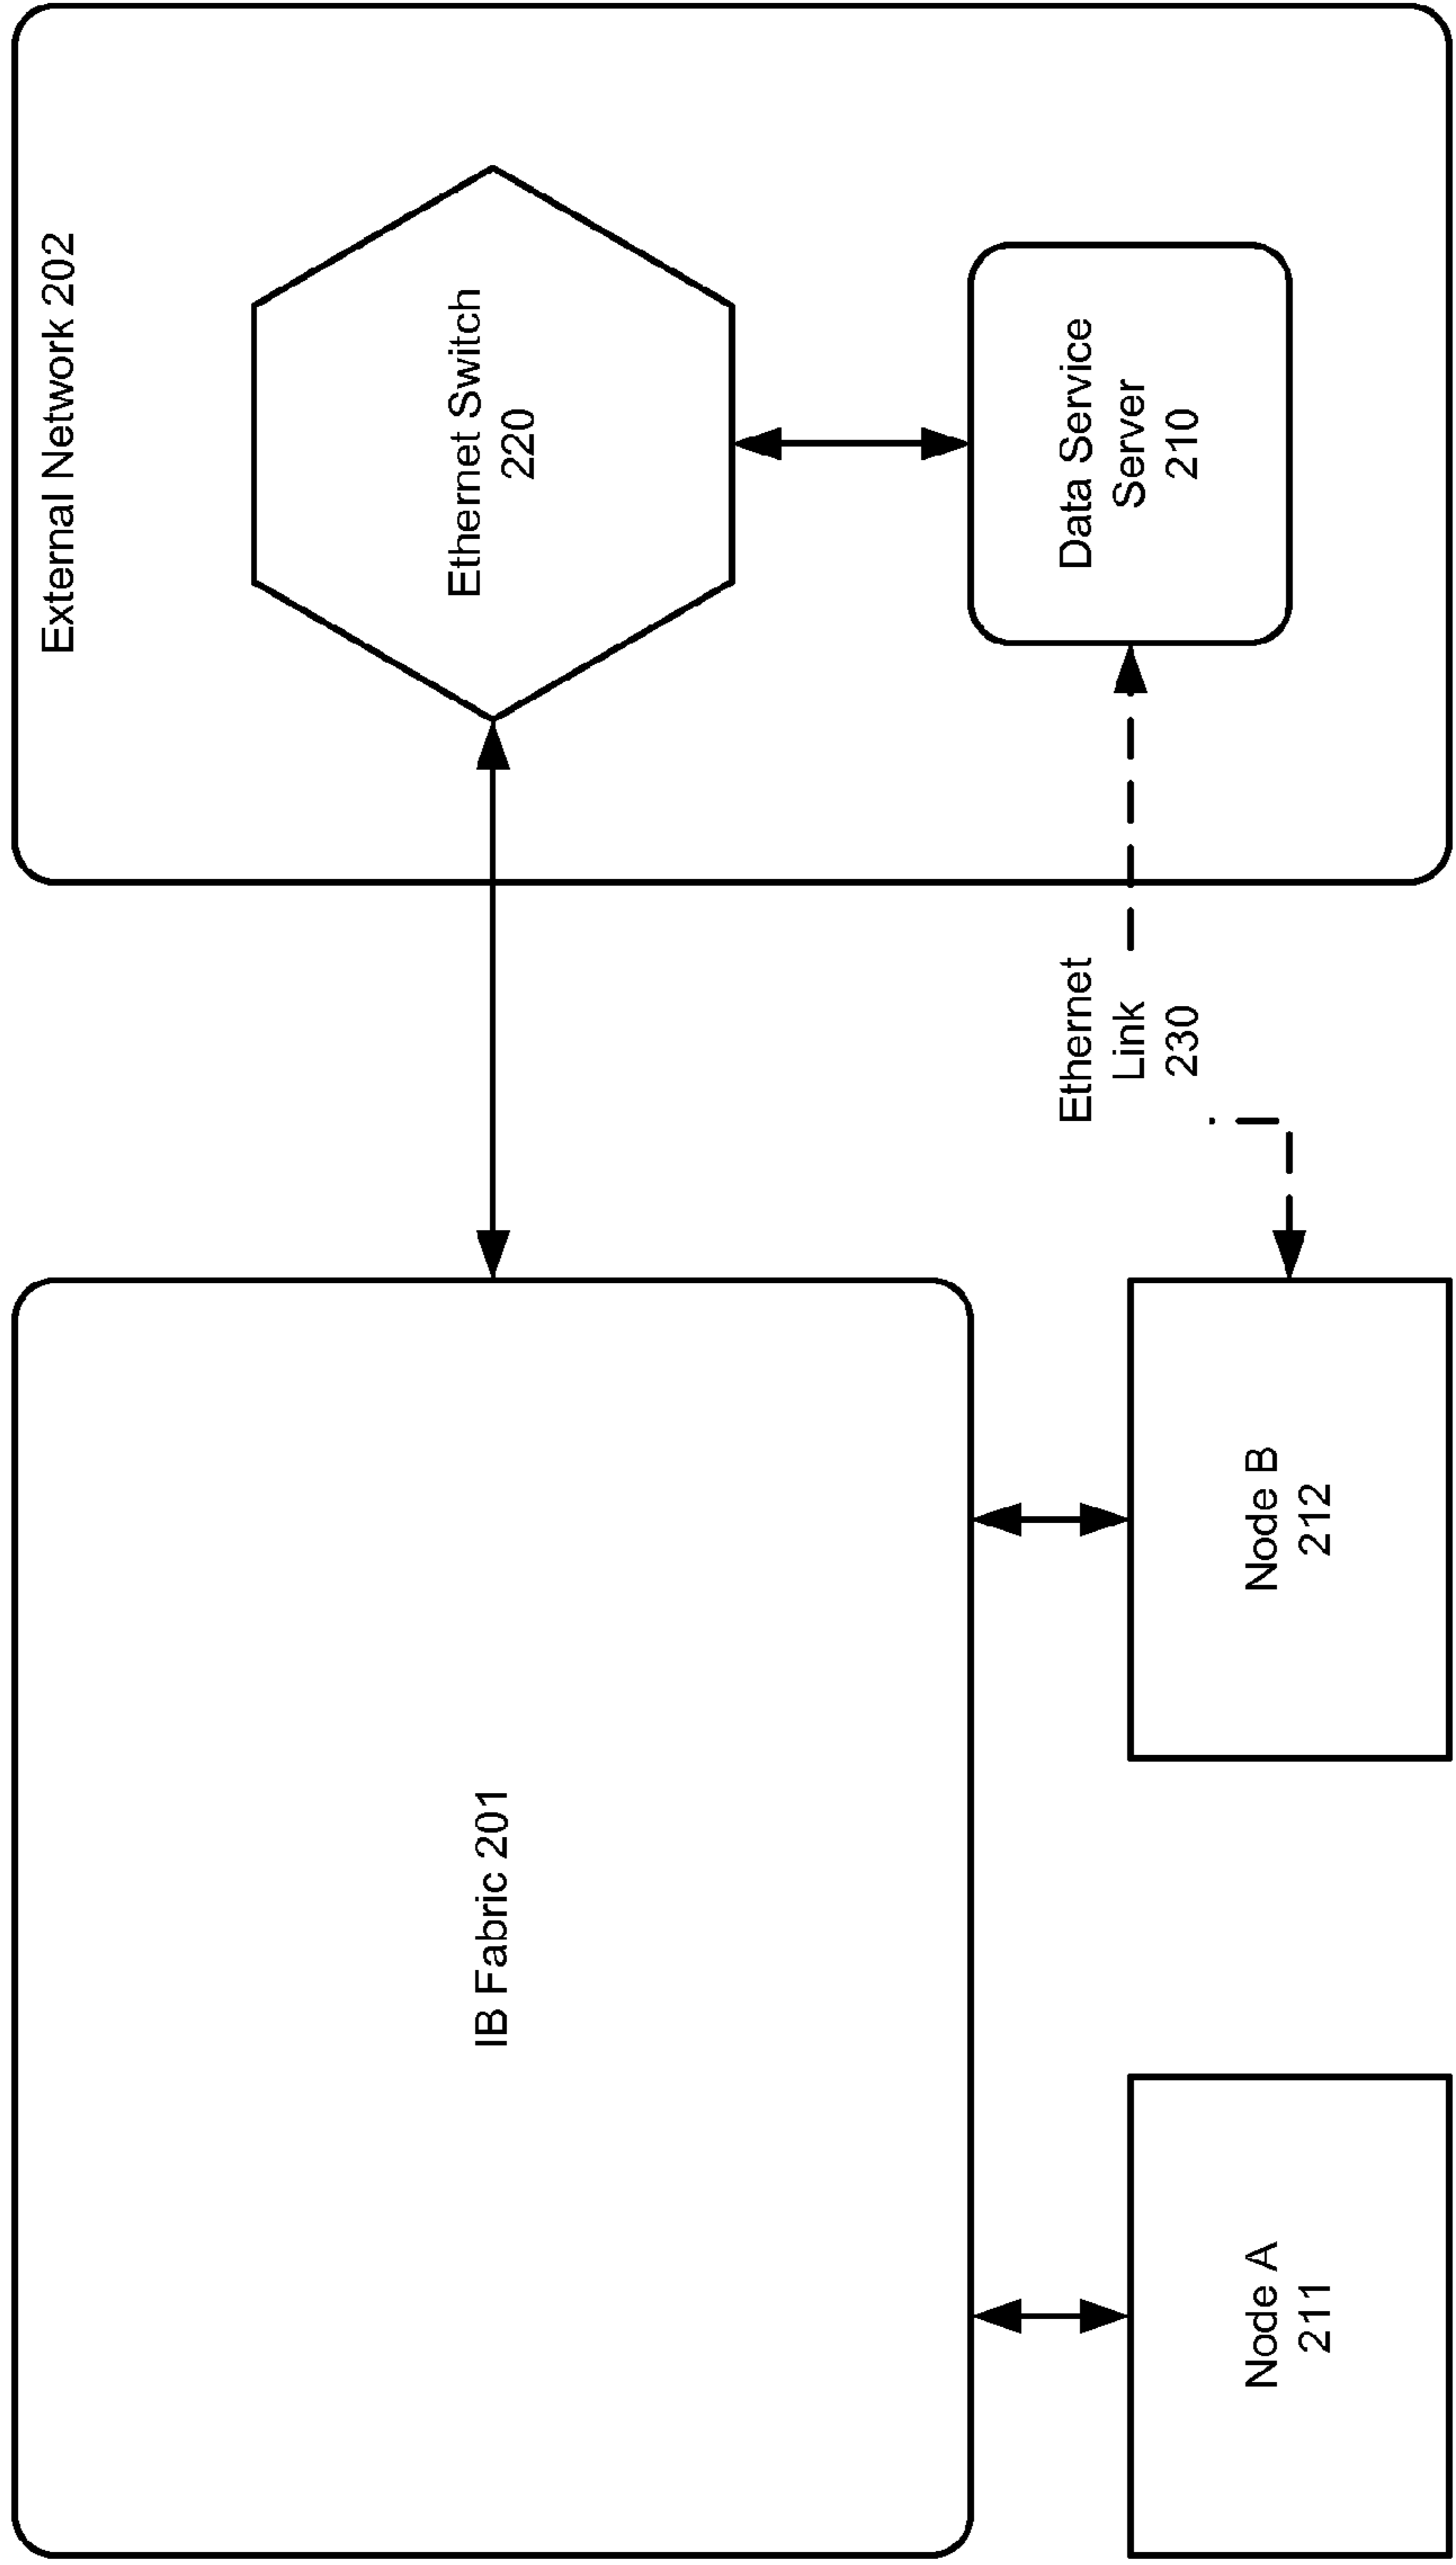 External Network 202
Ethernet Switch
220
Data Service
Server
210
Ethernet
Link
230
IB Fabric 201
Node B
212
Node A
211